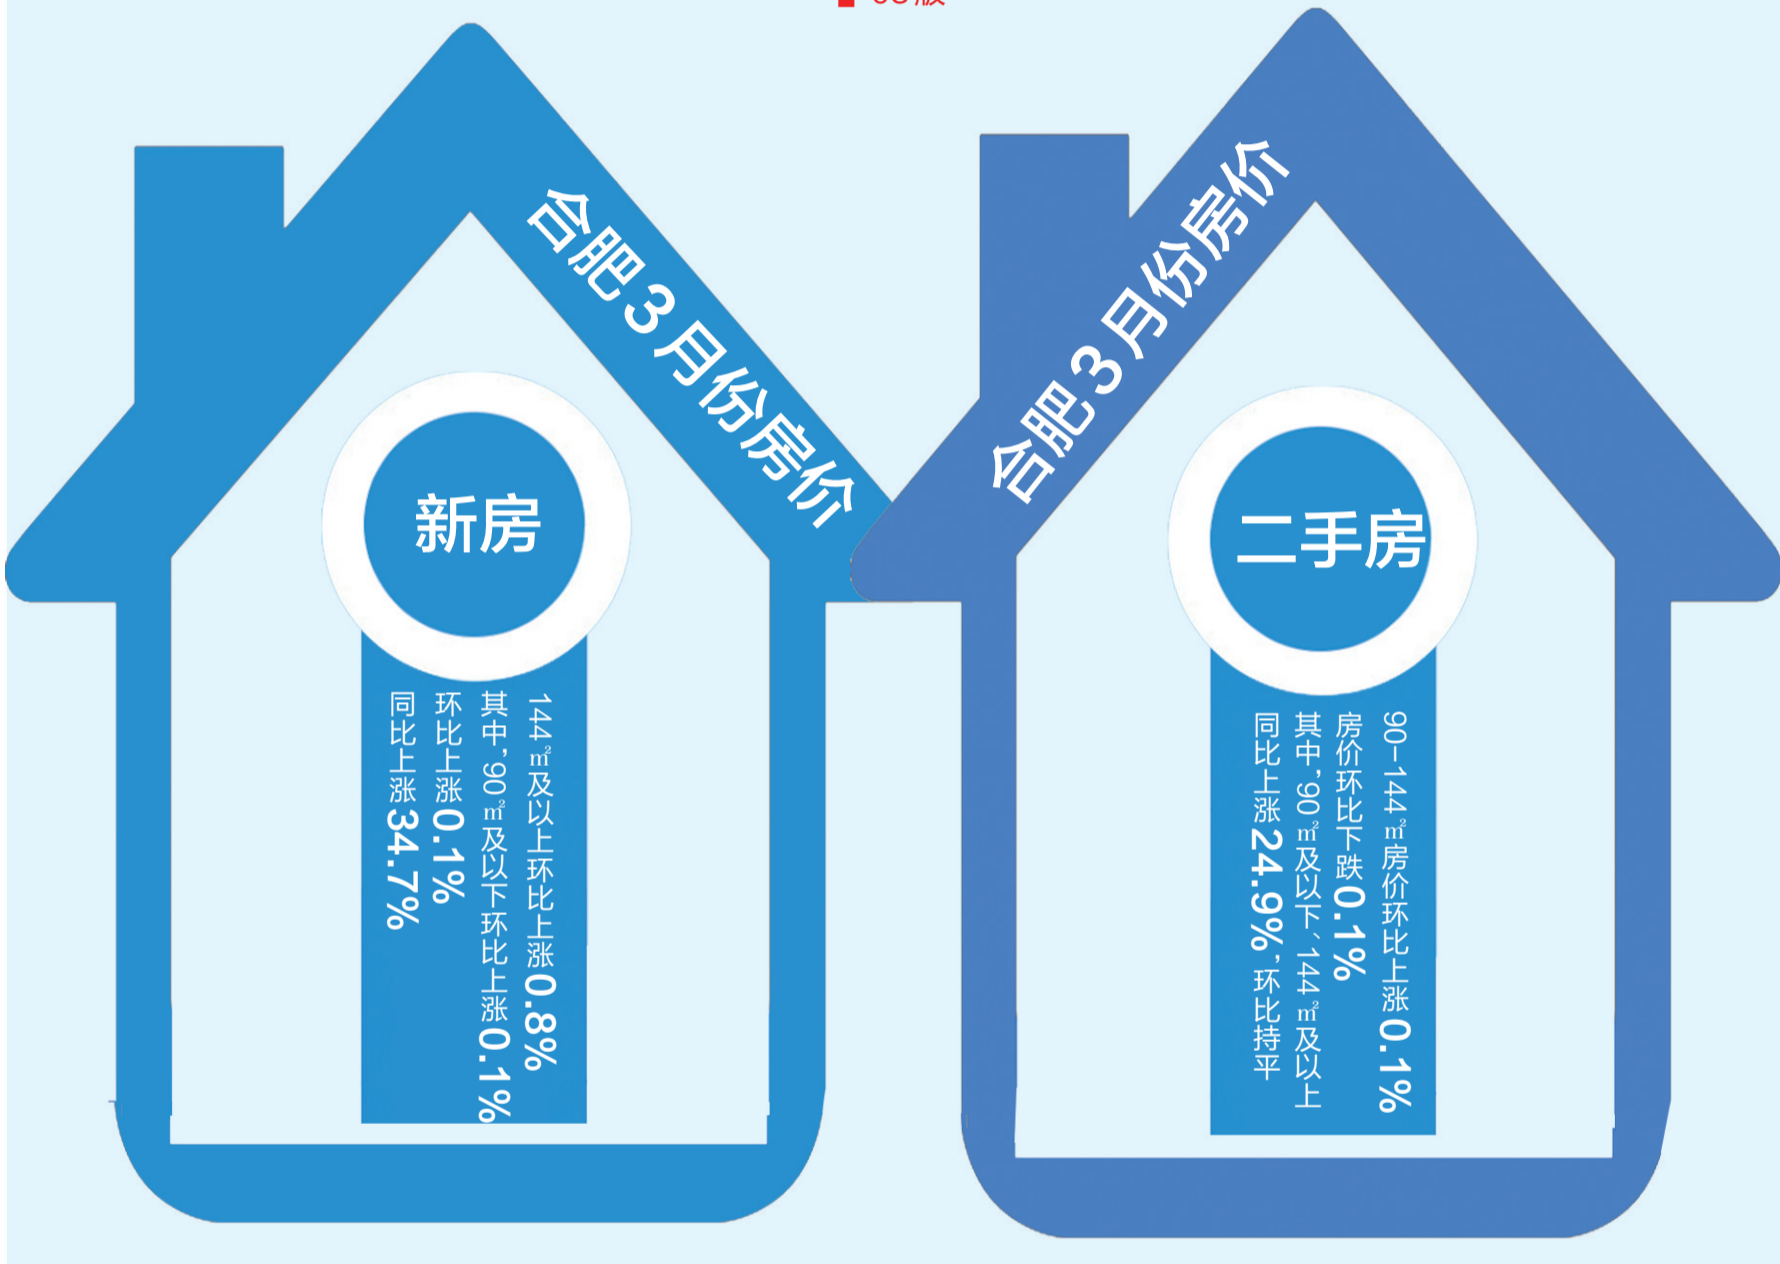 合肥3月份房价
新房
同比上涨34.7%
环比上涨0.1%
其中,90㎡及以下环比上涨0.1%
144㎡及以上环比上涨0.8%
合肥3月份房价
二手房
同比上涨24.9%,环比持平
其中,90㎡及以下、144㎡及以上
房价环比下跌0.1%
90-144㎡房价环比上涨0.1%